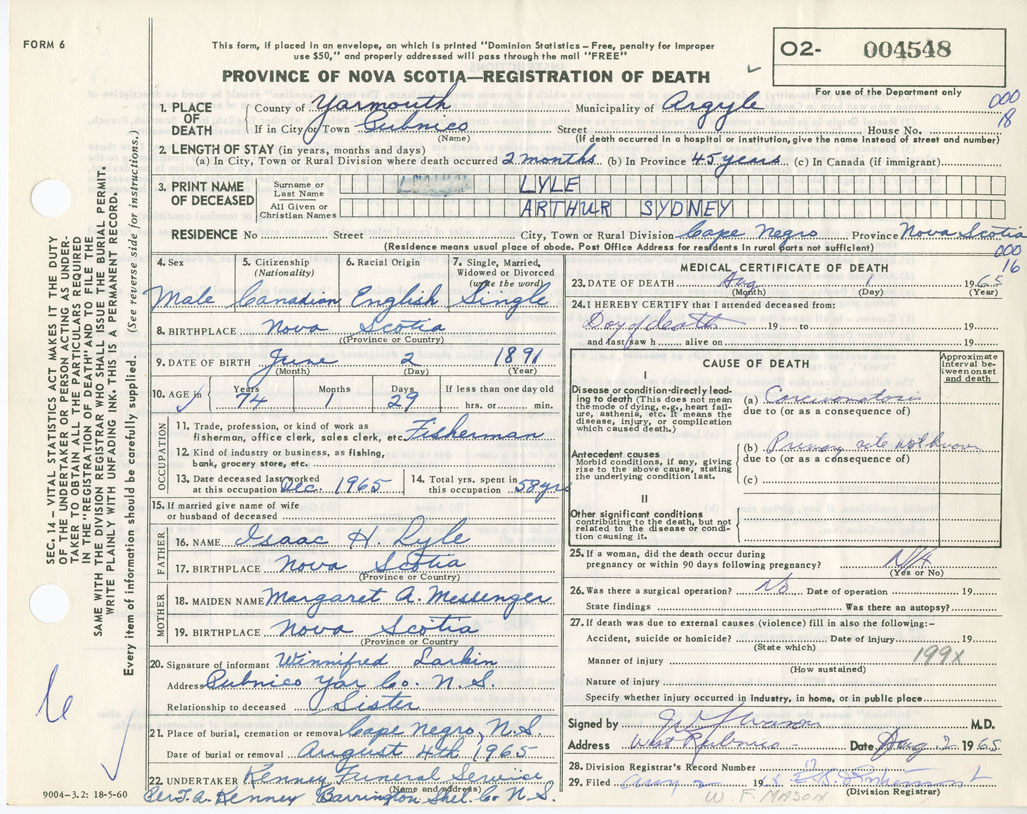 FORM 6
This form, if placed in an envelope, on which is printed "Dominion Statistics – Free, penalty for improper
use $50," and properly addressed will pass through the mail "FREE"
PROVINCE OF NOVA SCOTIA—REGISTRATION OF DEATH
O2- 004548
For use of the Department only
000
18
1. PLACE OF DEATH
County of Yarmouth Municipality of Argyle
If in City or Town Pubnico Street House No.
(Name) (If death occurred in a hospital or institution, give the name instead of street and number)
2. LENGTH OF STAY (in years, months and days)
(a) In City, Town or Rural Division where death occurred 2 months (b) In Province 45 years (c) In Canada (if immigrant)
3. PRINT NAME OF DECEASED
Surname or Last Name LYLE
All Given or Christian Names ARTHUR SYDNEY
RESIDENCE No Street City, Town or Rural Division Cape Negro Province Nova Scotia
(Residence means usual place of abode. Post Office Address for residents in rural parts not sufficient)
000
16
4. Sex 5. Citizenship (Nationality) 6. Racial Origin 7. Single, Married, Widowed or Divorced (write the word)
Male Canadian English Single
8. BIRTHPLACE Nova Scotia
(Province or Country)
9. DATE OF BIRTH June 2 1891
(Month) (Day) (Year)
10. AGE in Years Months Days If less than one day old
74 1 29 hrs. or min.
OCCUPATION
11. Trade, profession, or kind of work as
fisherman, office clerk, sales clerk, etc. Fisherman
12. Kind of industry or business, as fishing,
bank, grocery store, etc.
13. Date deceased last worked at this occupation Dec. 1965 14. Total yrs. spent in this occupation 58 yrs
15. If married give name of wife
or husband of deceased
FATHER
16. NAME Isaac H. Lyle
17. BIRTHPLACE Nova Scotia
(Province or Country)
MOTHER
18. MAIDEN NAME Margaret A. Messenger
19. BIRTHPLACE Nova Scotia
(Province or Country)
20. Signature of informant Winnifred Larkin
Address Pubnico Yar Co. N.S.
Relationship to deceased Sister
21. Place of burial, cremation or removal Cape Negro, N.S.
Date of burial or removal August 4th, 1965
22. UNDERTAKER Kenney Funeral Service
(Name and address)
Per J. A. Kenney Barrington Shel. Co N.S.
MEDICAL CERTIFICATE OF DEATH
23. DATE OF DEATH Aug 1 1965
(Month) (Day) (Year)
24. I HEREBY CERTIFY that I attended deceased from:
Day of death 19 to 19
and last saw h alive on 19
CAUSE OF DEATH
Approximate interval between onset and death
I
Disease or condition directly leading to death (This does not mean
the mode of dying, e.g., heart failure, asthenia, etc. It means the
disease, injury, or complication which caused death.)
(a) Carcinomatosis
due to (or as a consequence of)
Antecedent causes
Morbid conditions, if any, giving rise to the above cause, stating the underlying condition last.
(b) Primary site not known
due to (or as a consequence of)
(c)
II
Other significant conditions
contributing to the death, but not related to the disease or condition causing it.
25. If a woman, did the death occur during
pregnancy or within 90 days following pregnancy? N/A
(Yes or No)
26. Was there a surgical operation? No Date of operation 19
State findings Was there an autopsy?
27. If death was due to external causes (violence) fill in also the following:-
Accident, suicide or homicide? Date of injury 19
(State which)
Manner of injury 199X
(How sustained)
Nature of injury
Specify whether injury occurred in industry, in home, or in public place
Signed by M.D.
Address West Pubnico Date Aug 2 1965
28. Division Registrar's Record Number
29. Filed 19
(Division Registrar)
W. F. MASON
SEC. 14 – VITAL STATISTICS ACT MAKES IT THE DUTY
OF THE UNDERTAKER OR PERSON ACTING AS UNDER-
TAKER TO OBTAIN ALL THE PARTICULARS REQUIRED
IN THE "REGISTRATION OF DEATH" AND TO FILE THE
SAME WITH THE DIVISION REGISTRAR WHO SHALL ISSUE THE BURIAL PERMIT.
WRITE PLAINLY WITH UNFADING INK. THIS IS A PERMANENT RECORD.
Every item of information should be carefully supplied. (See reverse side for instructions.)
9004-3.2: 18-5-60